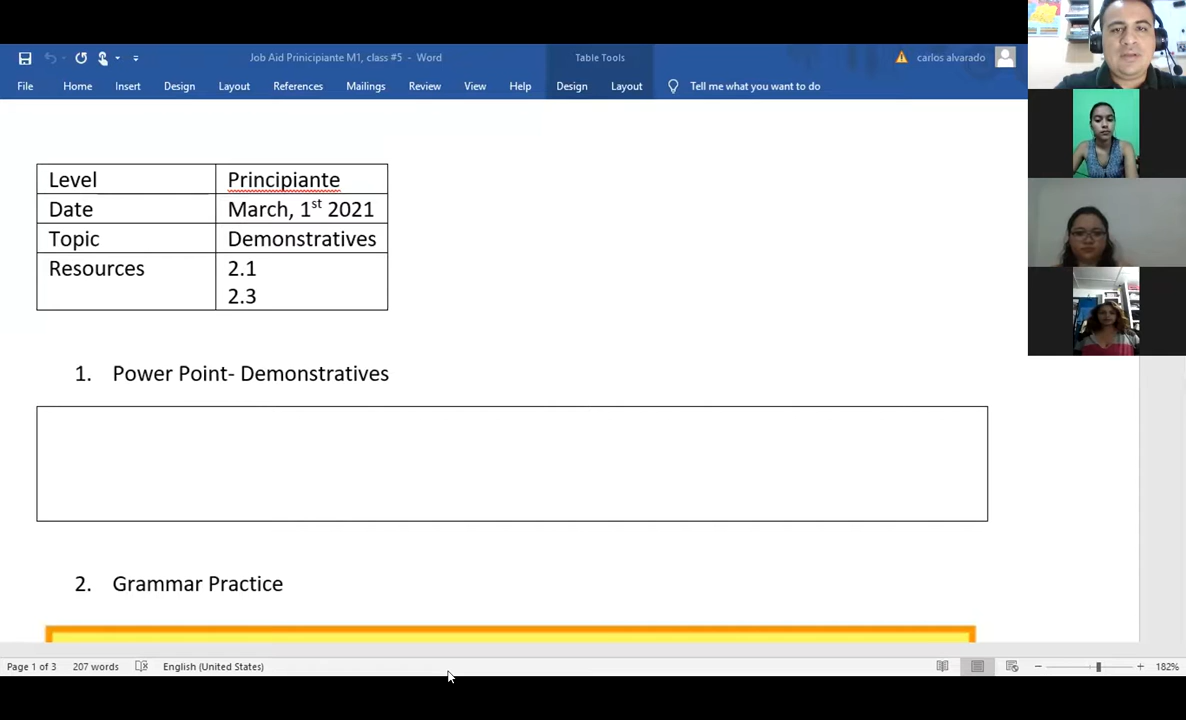 Job Aid Prinicipiante M1, class #5 - Word
Table Tools
carlos alvarado
File Home Insert Design Layout References Mailings Review View Help Design Layout Tell me what you want to do
Level Principiante
Date March, 1st 2021
Topic Demonstratives
Resources 2.1
2.3
1. Power Point- Demonstratives
2. Grammar Practice
Page 1 of 3 207 words English (United States) 182%